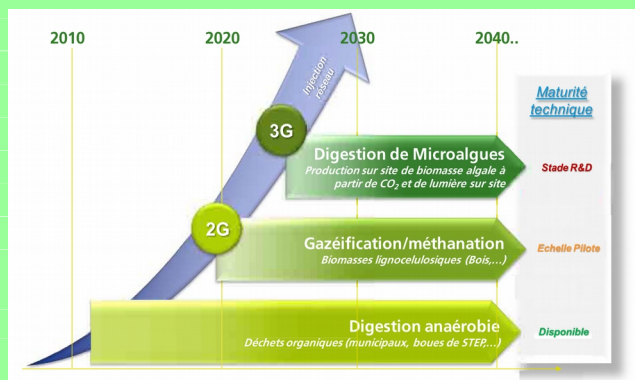 2010 2020 2030 2040..
Injection
réseau
Maturité
technique
3G
Digestion de Microalgues
Production sur site de biomasse algale à
partir de CO₂ et de lumière sur site
Stade R&D
2G
Gazéification/méthanation
Biomasses lignocelulosiques (Bois,...)
Echelle Pilote
Digestion anaérobie
Déchets organiques (municipaux, boues de STEP,...)
Disponible